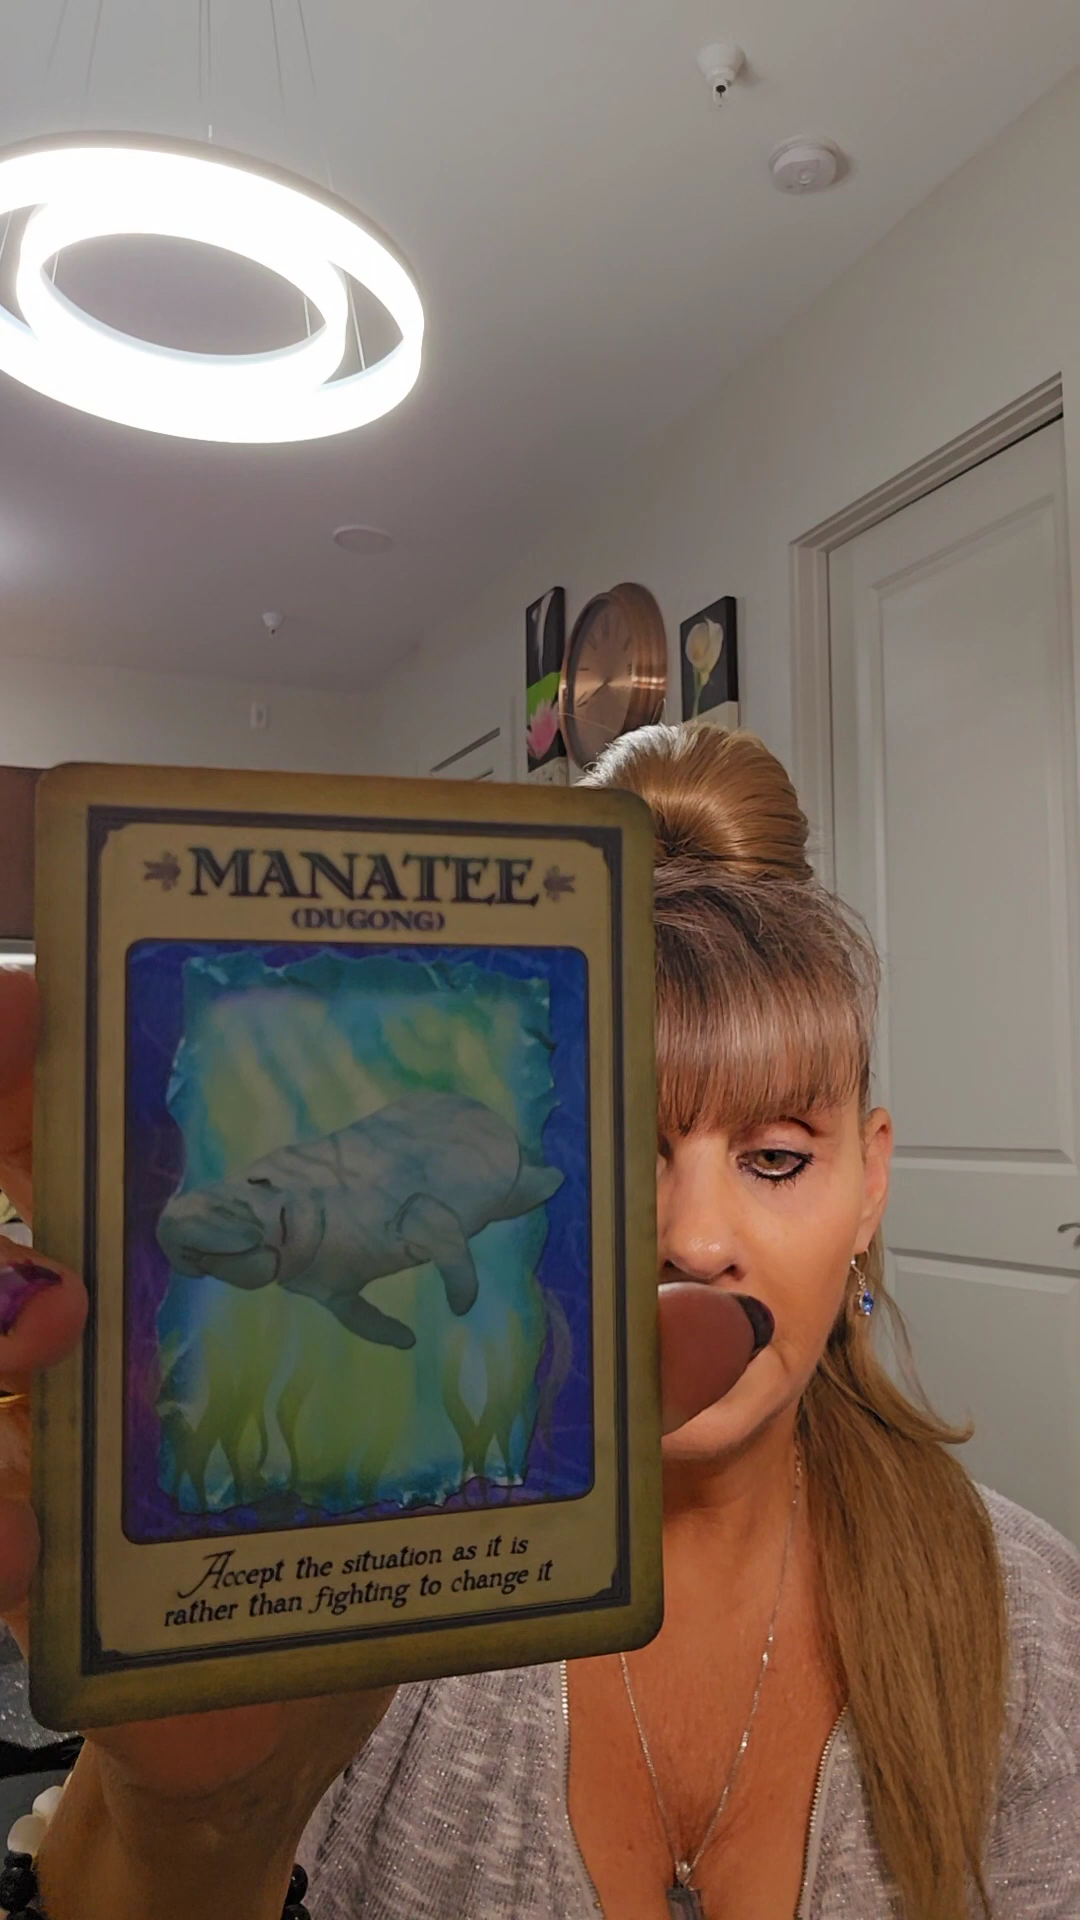 MANATEE
(DUGONG)
Accept the situation as it is
rather than fighting to change it